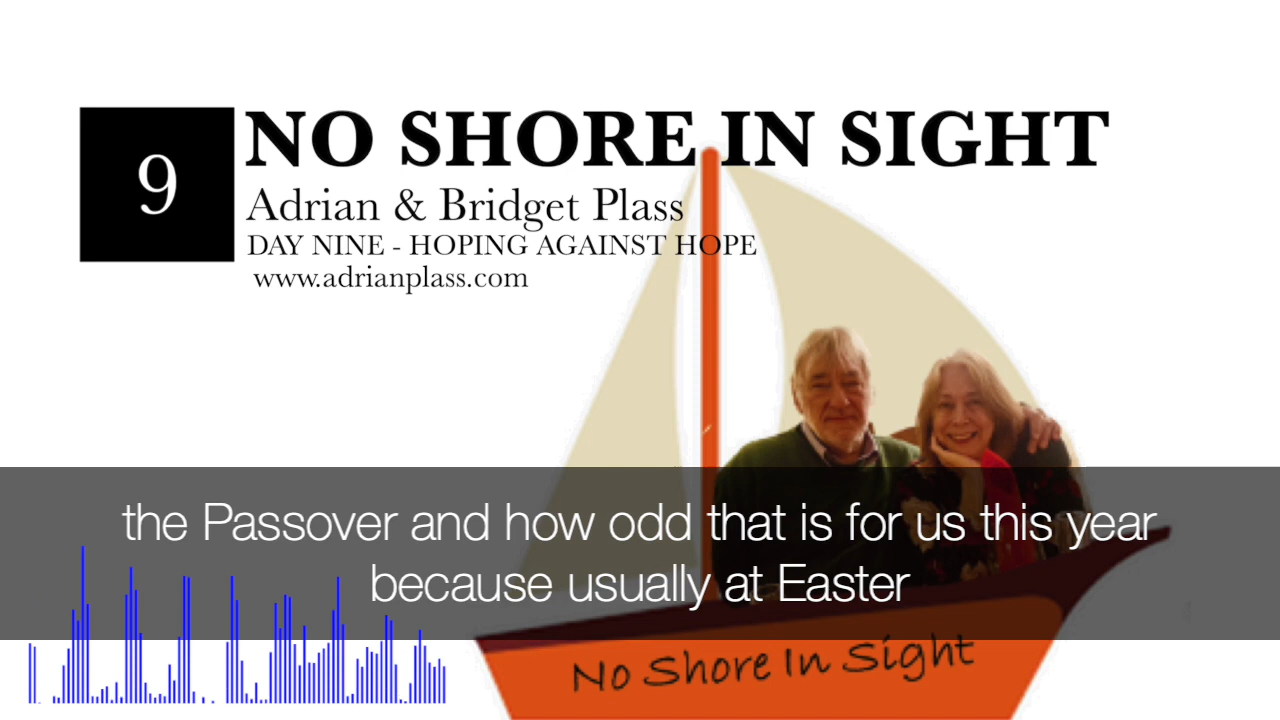 9
NO SHORE IN SIGHT
Adrian & Bridget Plass
DAY NINE - HOPING AGAINST HOPE
www.adrianplass.com
the Passover and how odd that is for us this year
because usually at Easter
No Shore In Sight